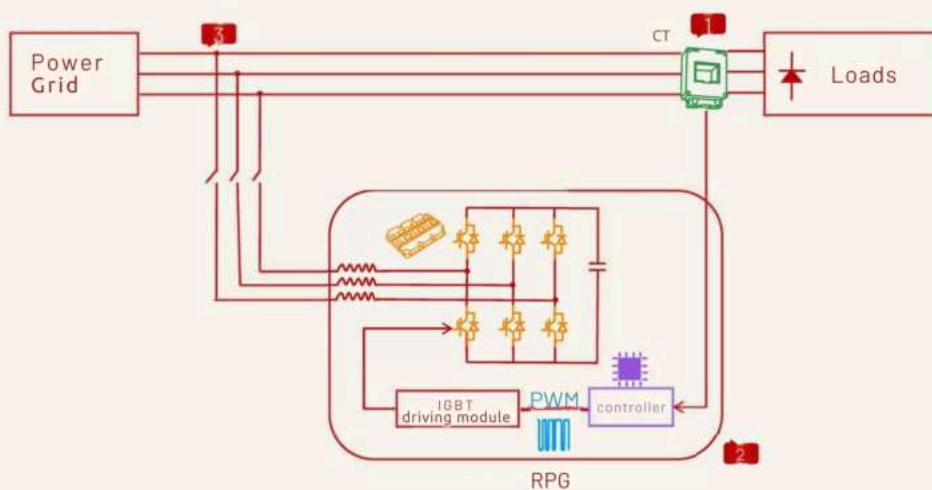 3
1
CT
Power
Grid
Loads
IGBT
driving module
PWM
controller
2
RPG